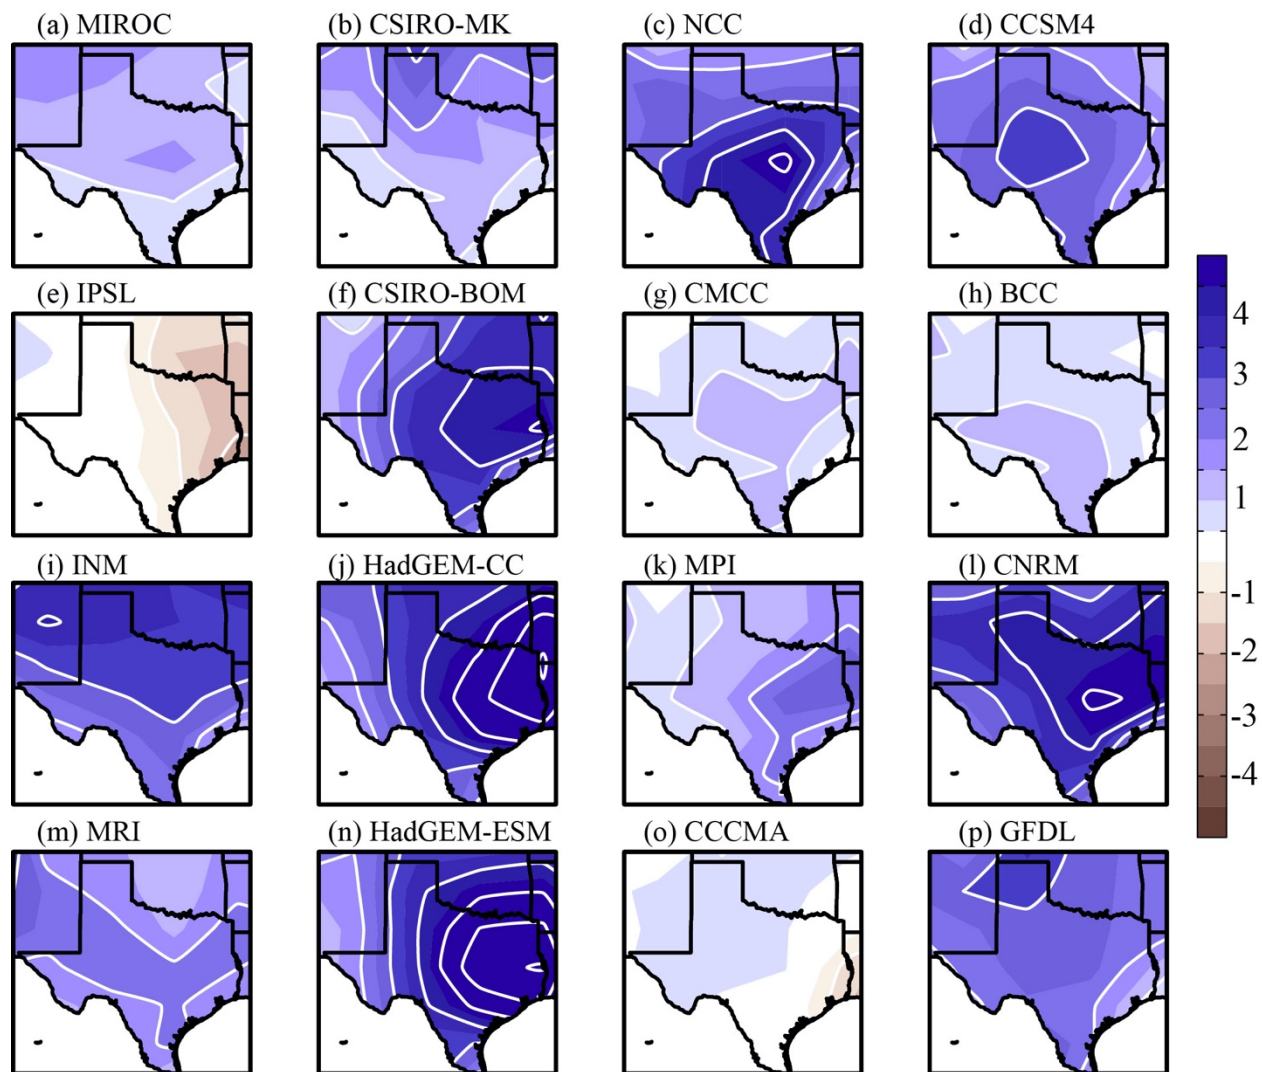 (a) MIROC
(b) CSIRO-MK
(c) NCC
(d) CCSM4
(e) IPSL
(f) CSIRO-BOM
(g) CMCC
(h) BCC
(i) INM
(j) HadGEM-CC
(k) MPI
(l) CNRM
(m) MRI
(n) HadGEM-ESM
(o) CCCMA
(p) GFDL
4
3
2
1
-1
-2
-3
-4